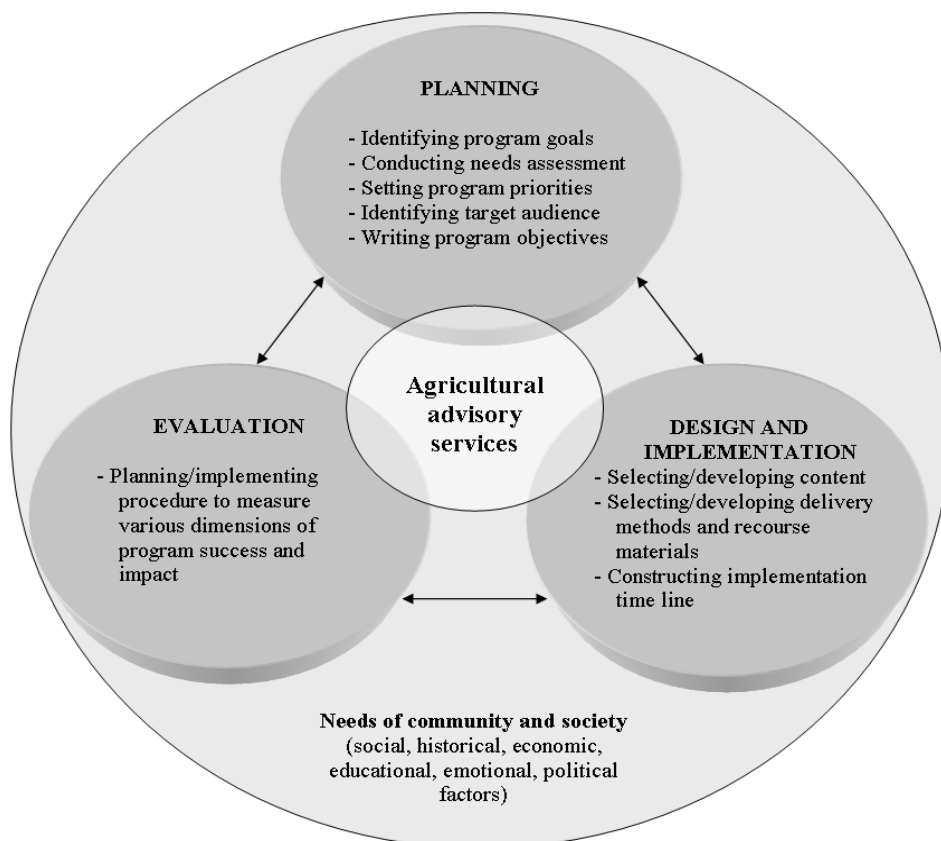 PLANNING
- Identifying program goals
- Conducting needs assessment
- Setting program priorities
- Identifying target audience
- Writing program objectives
Agricultural
advisory
services
EVALUATION
- Planning/implementing
procedure to measure
various dimensions of
program success and
impact
DESIGN AND
IMPLEMENTATION
- Selecting/developing content
- Selecting/developing delivery
methods and recourse
materials
- Constructing implementation
time line
Needs of community and society
(social, historical, economic,
educational, emotional, political
factors)